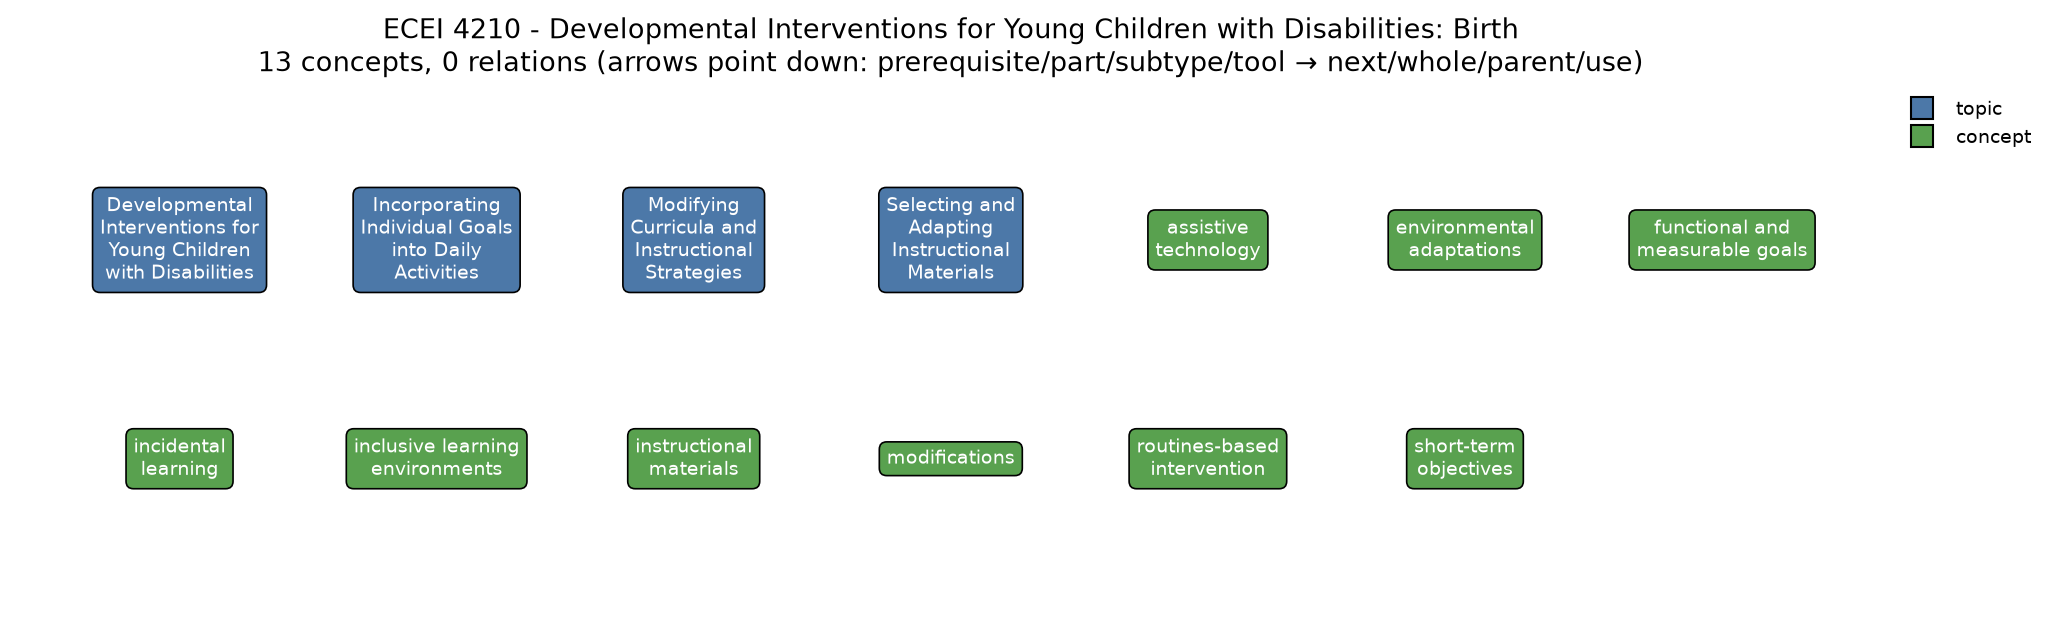 ECEI 4210 - Developmental Interventions for Young Children with Disabilities: Birth
13 concepts, 0 relations (arrows point down: prerequisite/part/subtype/tool → next/whole/parent/use)
topic
concept
Developmental
Interventions for
Young Children
with Disabilities
Incorporating
Individual Goals
into Daily
Activities
Modifying
Curricula and
Instructional
Strategies
Selecting and
Adapting
Instructional
Materials
assistive
technology
environmental
adaptations
functional and
measurable goals
incidental
learning
inclusive learning
environments
instructional
materials
modifications
routines-based
intervention
short-term
objectives